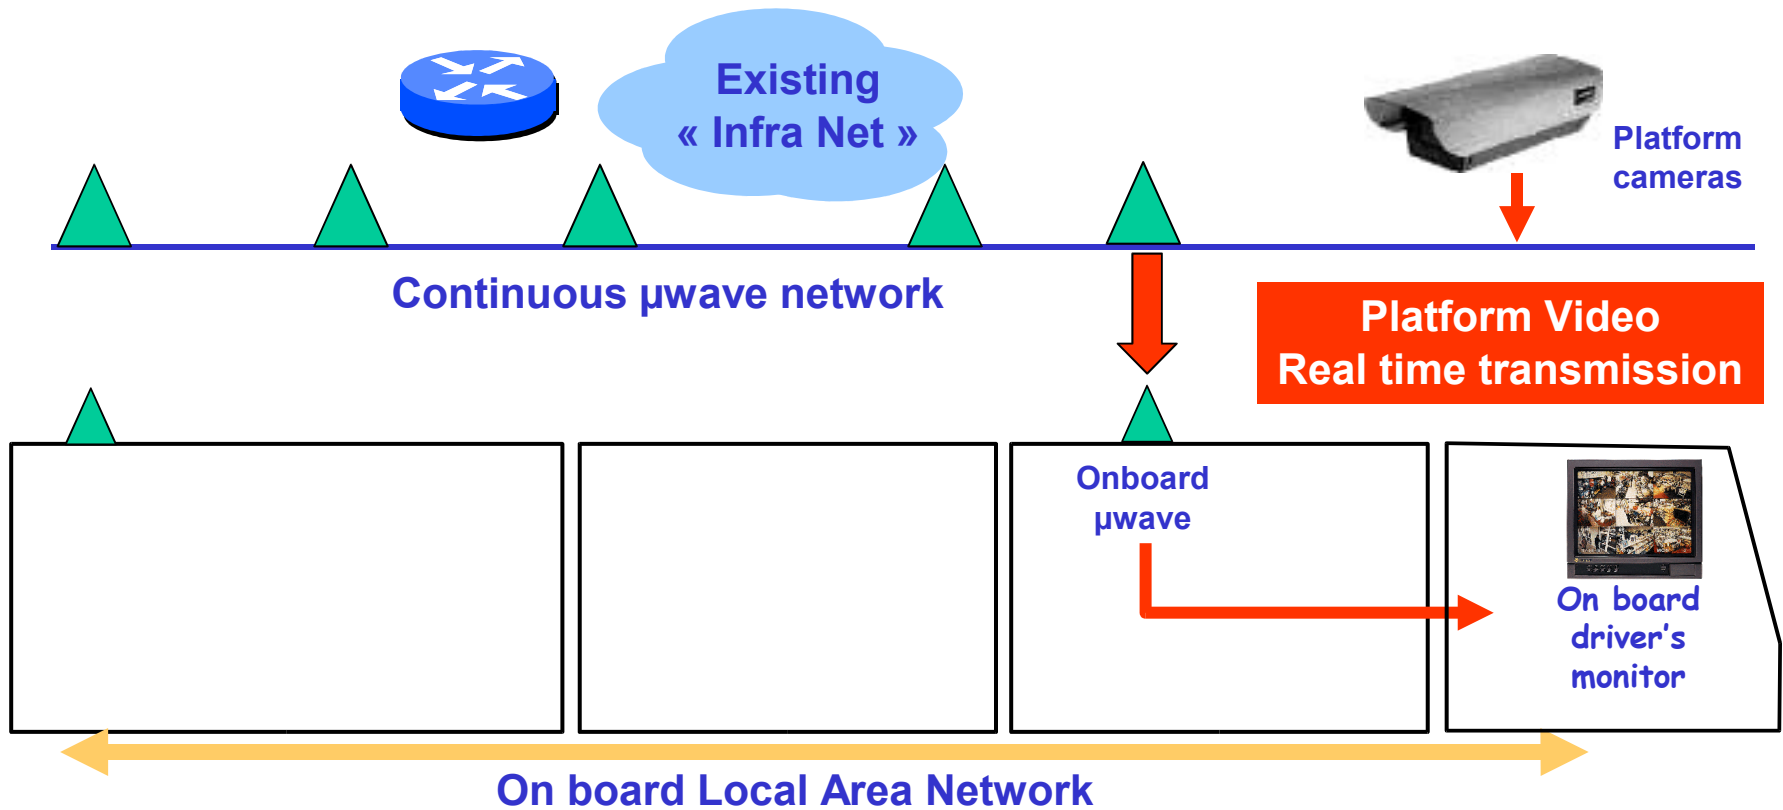 Existing
« Infra Net »
Platform
cameras
Continuous µwave network
Platform Video
Real time transmission
Onboard
µwave
On board
driver's
monitor
On board Local Area Network